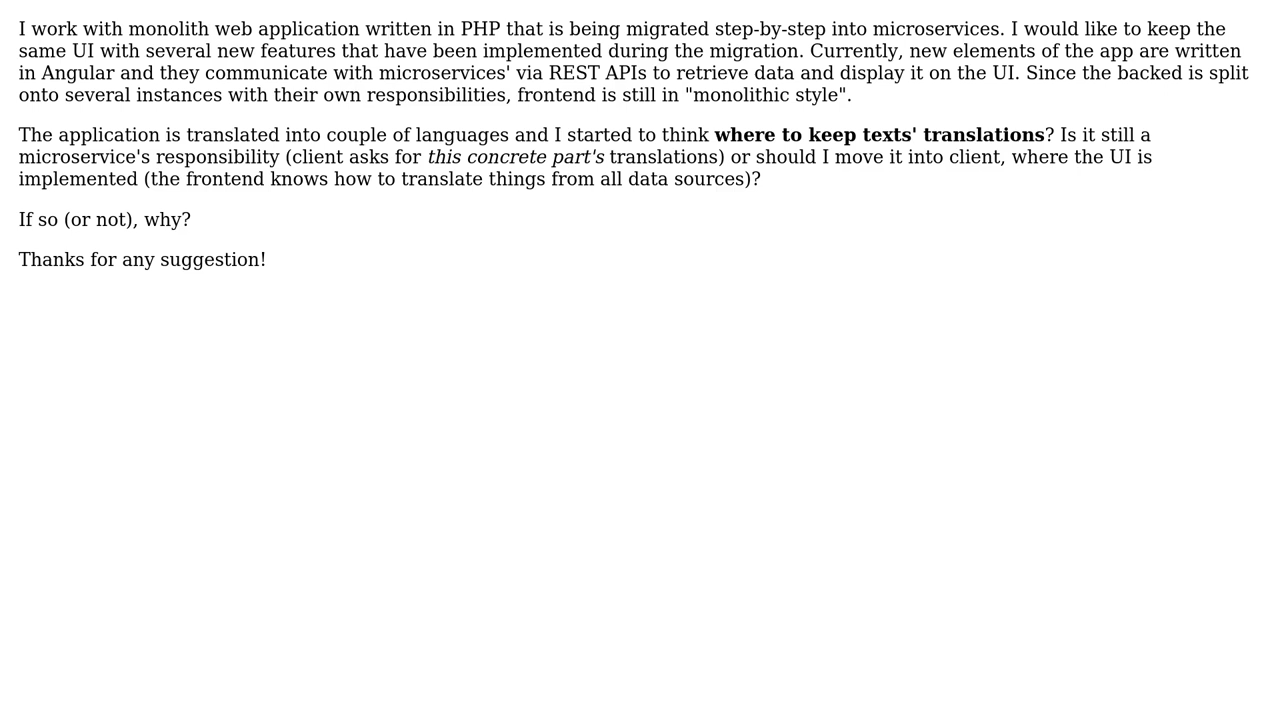 I work with monolith web application written in PHP that is being migrated step-by-step into microservices. I would like to keep the
same UI with several new features that have been implemented during the migration. Currently, new elements of the app are written
in Angular and they communicate with microservices' via REST APIs to retrieve data and display it on the UI. Since the backed is split
onto several instances with their own responsibilities, frontend is still in "monolithic style".
The application is translated into couple of languages and I started to think where to keep texts' translations? Is it still a
microservice's responsibility (client asks for this concrete part's translations) or should I move it into client, where the UI is
implemented (the frontend knows how to translate things from all data sources)?
If so (or not), why?
Thanks for any suggestion!